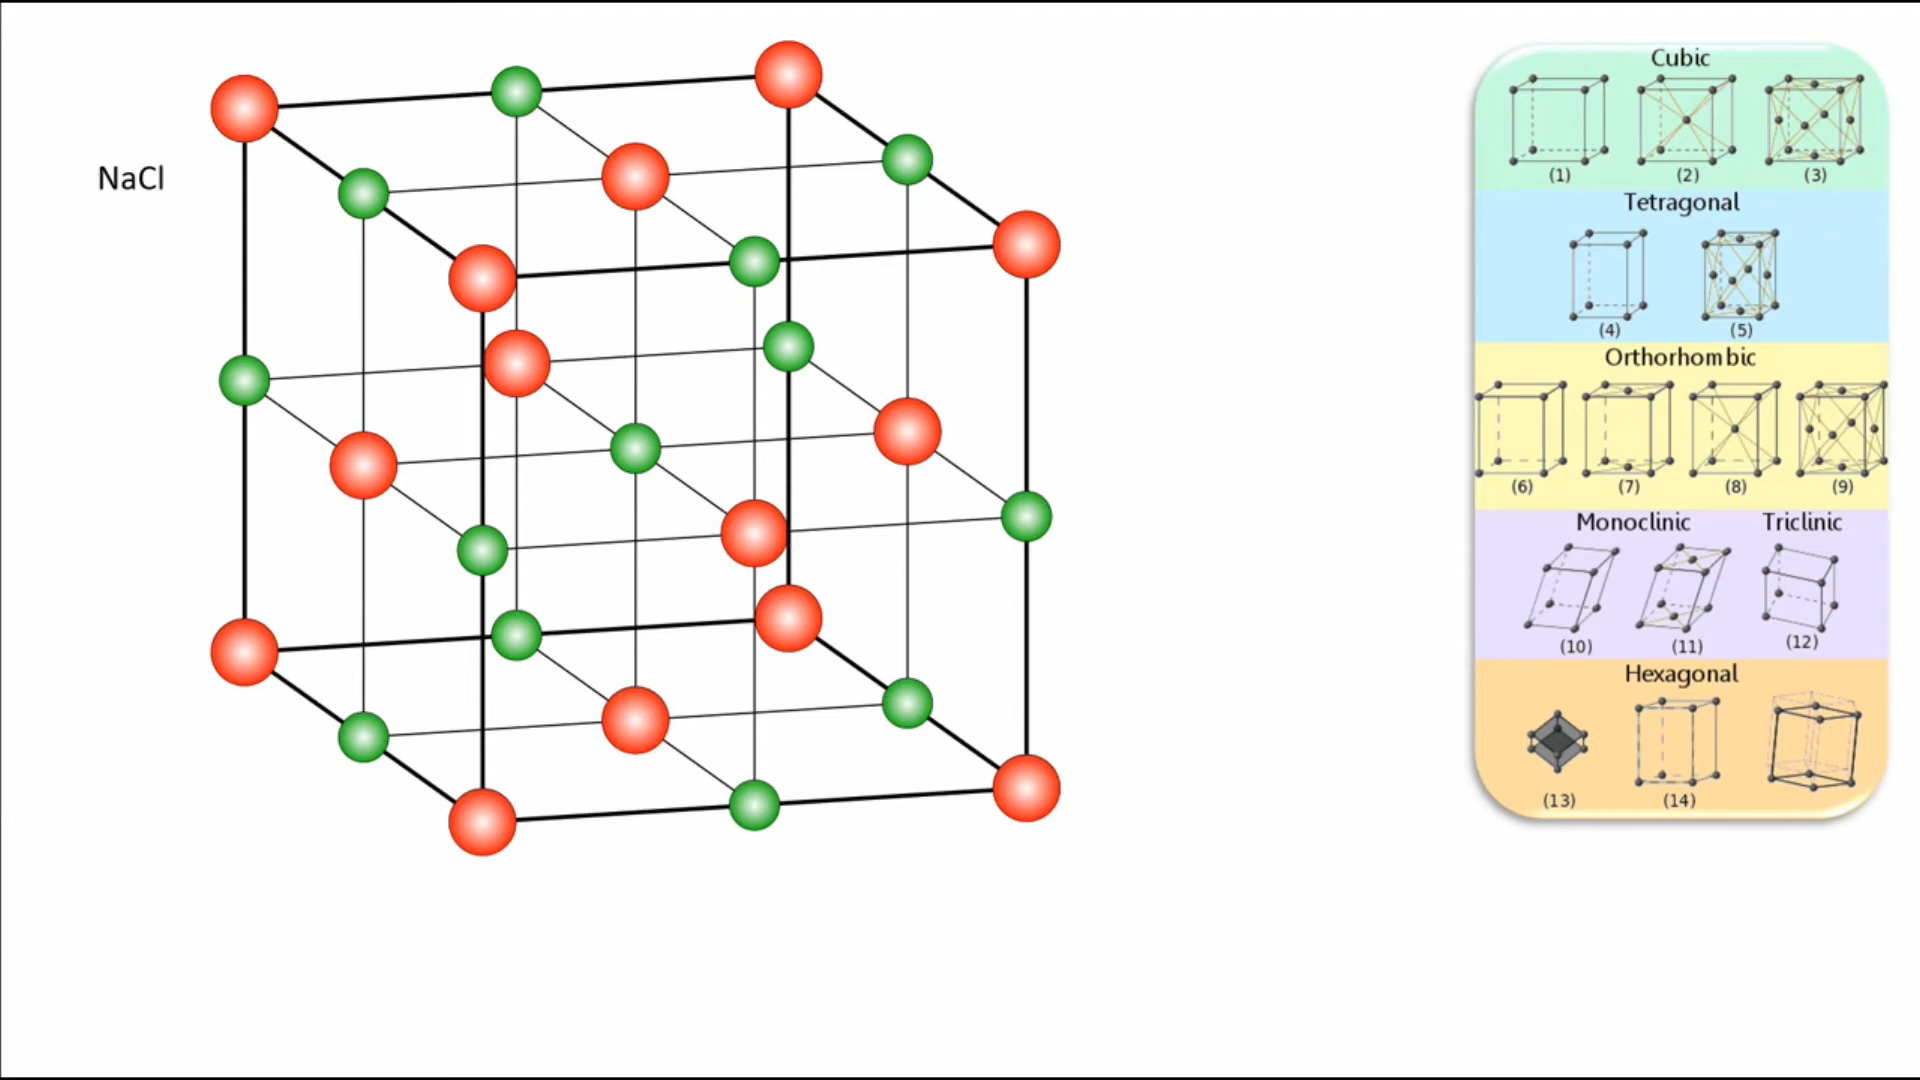 NaCl
Cubic
(1) (2) (3)
Tetragonal
(4) (5)
Orthorhombic
(6) (7) (8) (9)
Monoclinic Triclinic
(10) (11) (12)
Hexagonal
(13) (14)